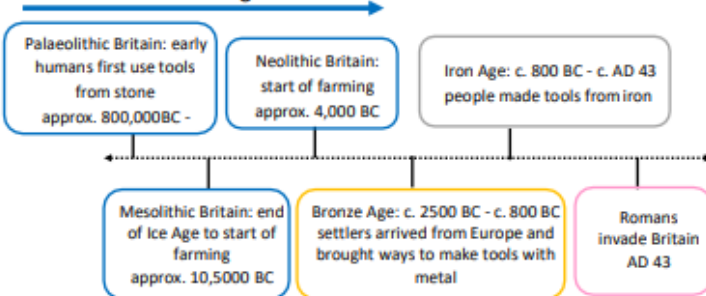 Palaeolithic Britain: early
humans first use tools
from stone
approx. 800,000BC -
Neolithic Britain:
start of farming
approx. 4,000 BC
Iron Age: c. 800 BC - c. AD 43
people made tools from iron
Mesolithic Britain: end
of Ice Age to start of
farming
approx. 10,5000 BC
Bronze Age: c. 2500 BC - c. 800 BC
settlers arrived from Europe and
brought ways to make tools with
metal
Romans
invade Britain
AD 43